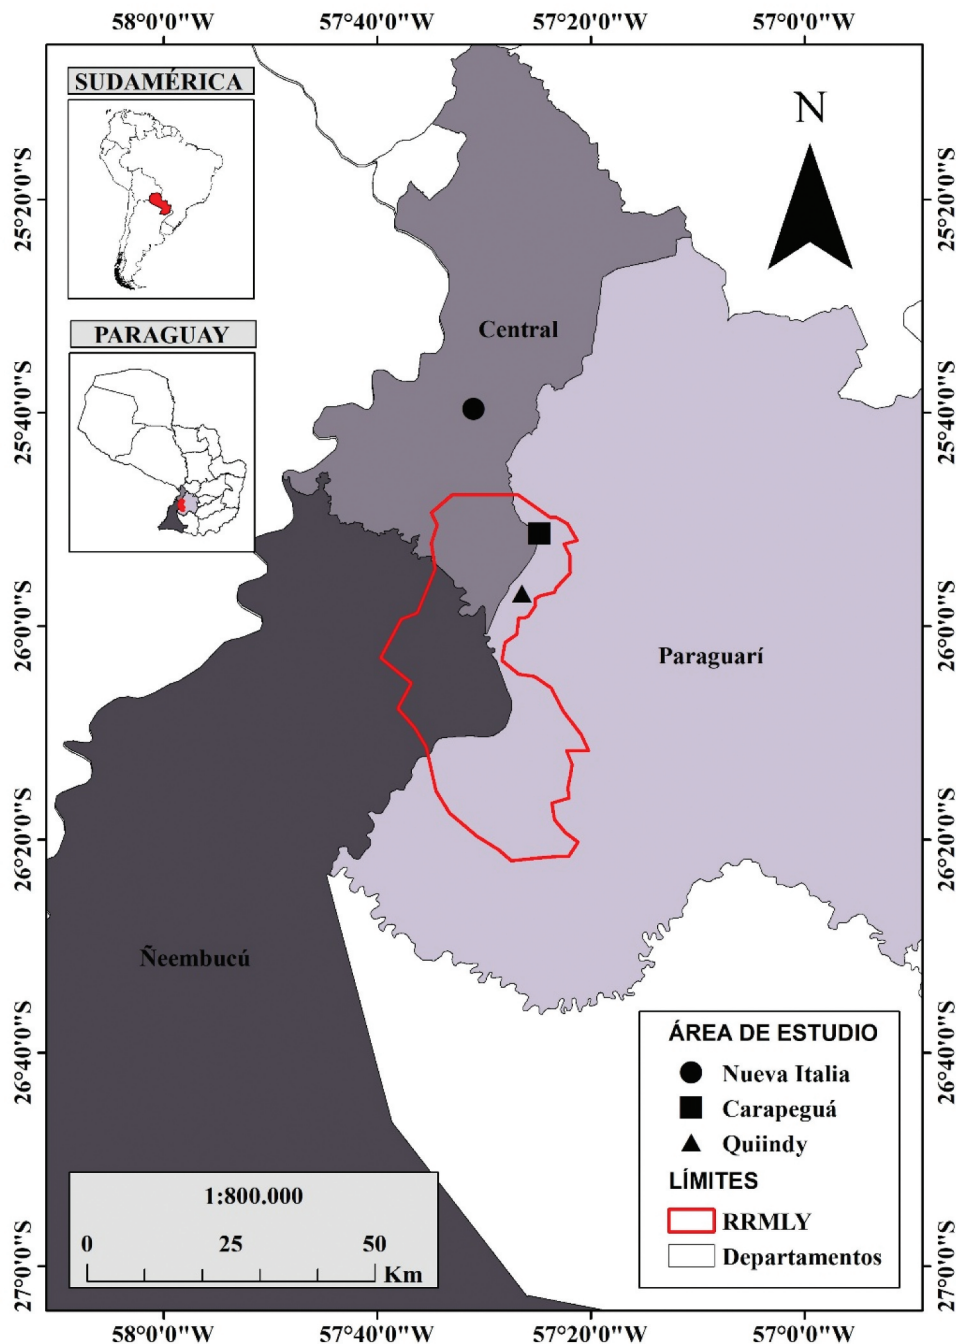 58°0'0"W 57°40'0"W 57°20'0"W 57°0'0"W
SUDAMÉRICA
N
25°20'0"S
25°20'0"S
PARAGUAY
Central
25°40'0"S
25°40'0"S
26°0'0"S
26°0'0"S
Paraguarí
26°20'0"S
26°20'0"S
Ñeembucú
26°40'0"S
26°40'0"S
ÁREA DE ESTUDIO
Nueva Italia
Carapeguá
Quiindy
LÍMITES
RRMLY
Departamentos
1:800.000
0 25 50
Km
27°0'0"S
27°0'0"S
58°0'0"W 57°40'0"W 57°20'0"W 57°0'0"W